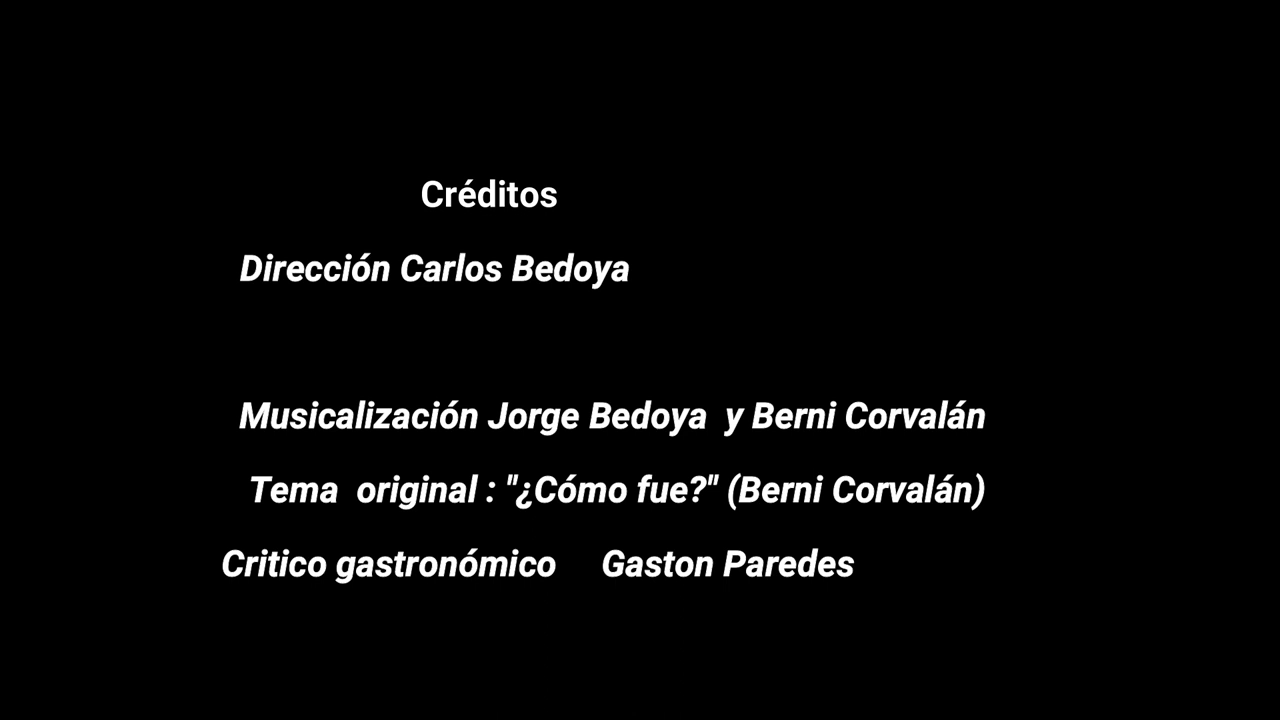 Créditos
Dirección Carlos Bedoya
Musicalización Jorge Bedoya y Berni Corvalán
Tema original : "¿Cómo fue?" (Berni Corvalán)
Critico gastronómico Gaston Paredes